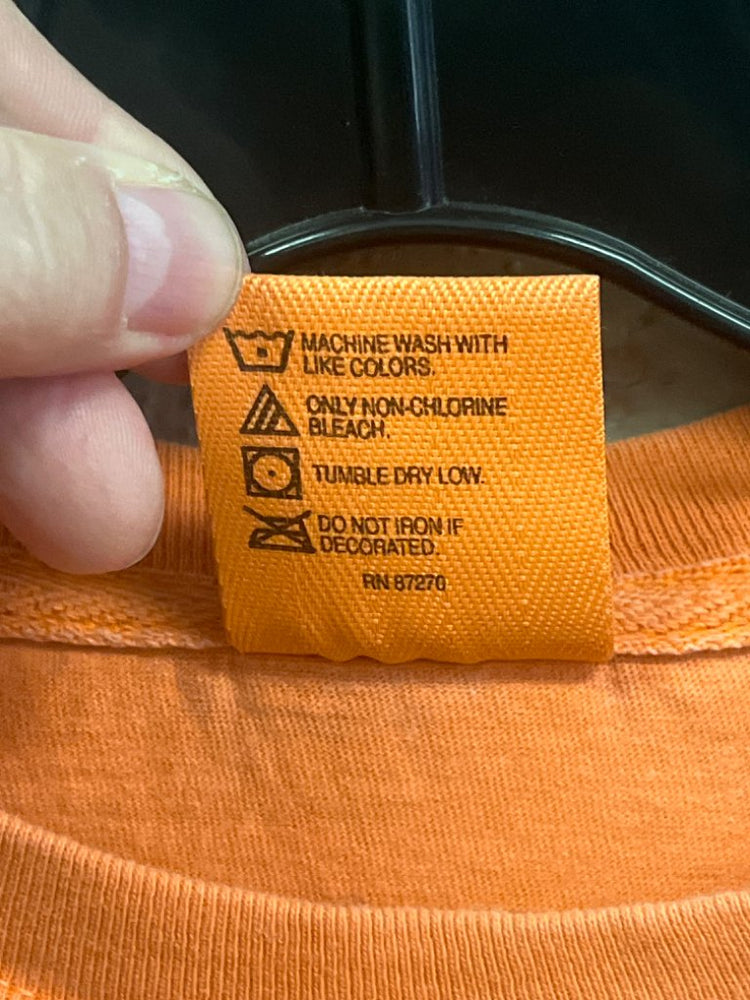 MACHINE WASH WITH
LIKE COLORS.
ONLY NON-CHLORINE
BLEACH.
TUMBLE DRY LOW.
DO NOT IRON IF
DECORATED.
RN 87270